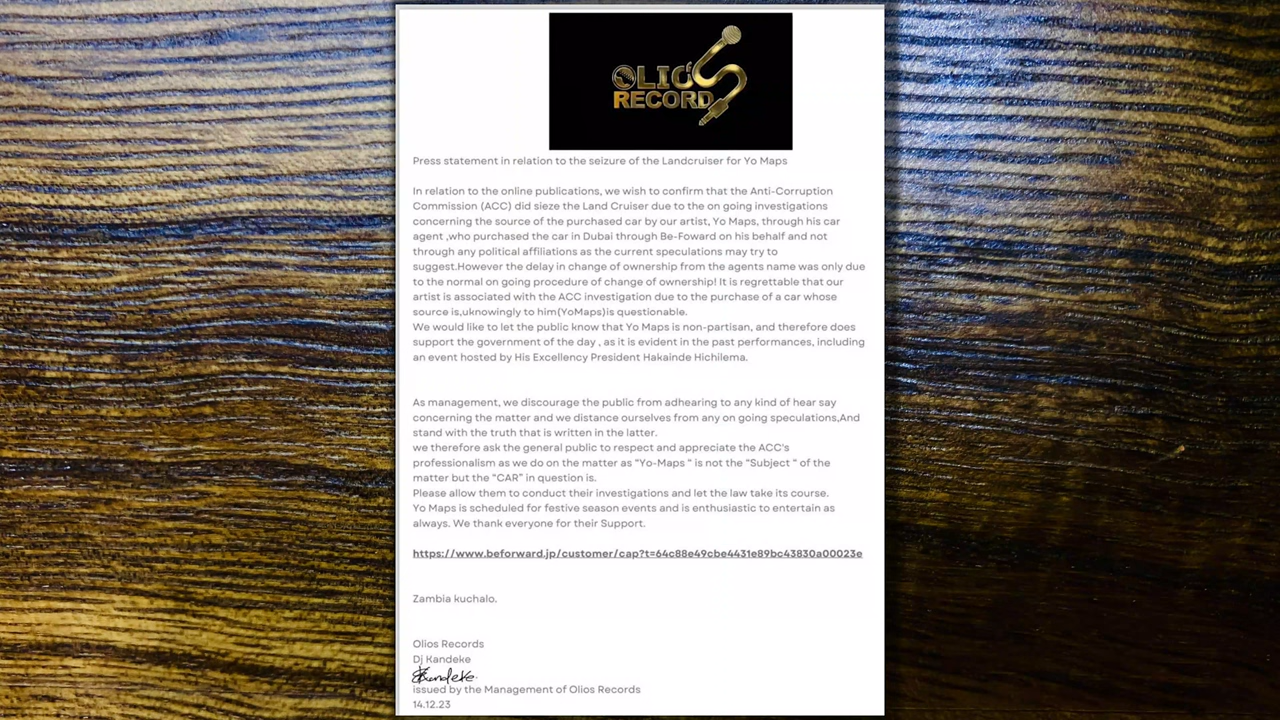 OLIOS
RECORD
Press statement in relation to the seizure of the Landcruiser for Yo Maps
In relation to the online publications, we wish to confirm that the Anti-Corruption
Commission (ACC) did sieze the Land Cruiser due to the on going investigations
concerning the source of the purchased car by our artist, Yo Maps, through his car
agent ,who purchased the car in Dubai through Be-Foward on his behalf and not
through any political affiliations as the current speculations may try to
suggest.However the delay in change of ownership from the agents name was only due
to the normal on going procedure of change of ownership! It is regrettable that our
artist is associated with the ACC investigation due to the purchase of a car whose
source is,uknowingly to him(YoMaps)is questionable.
We would like to let the public know that Yo Maps is non-partisan, and therefore does
support the government of the day , as it is evident in the past performances, including
an event hosted by His Excellency President Hakainde Hichilema.
As management, we discourage the public from adhearing to any kind of hear say
concerning the matter and we distance ourselves from any on going speculations,And
stand with the truth that is written in the latter.
we therefore ask the general public to respect and appreciate the ACC's
professionalism as we do on the matter as “Yo-Maps ” is not the “Subject ” of the
matter but the “CAR” in question is.
Please allow them to conduct their investigations and let the law take its course.
Yo Maps is scheduled for festive season events and is enthusiastic to entertain as
always. We thank everyone for their Support.
https://www.beforward.jp/customer/cap?t=64c88e49cbe4431e89bc43830a00023e
Zambia kuchalo.
Olios Records
Dj Kandeke
Kandeke
issued by the Management of Olios Records
14.12.23